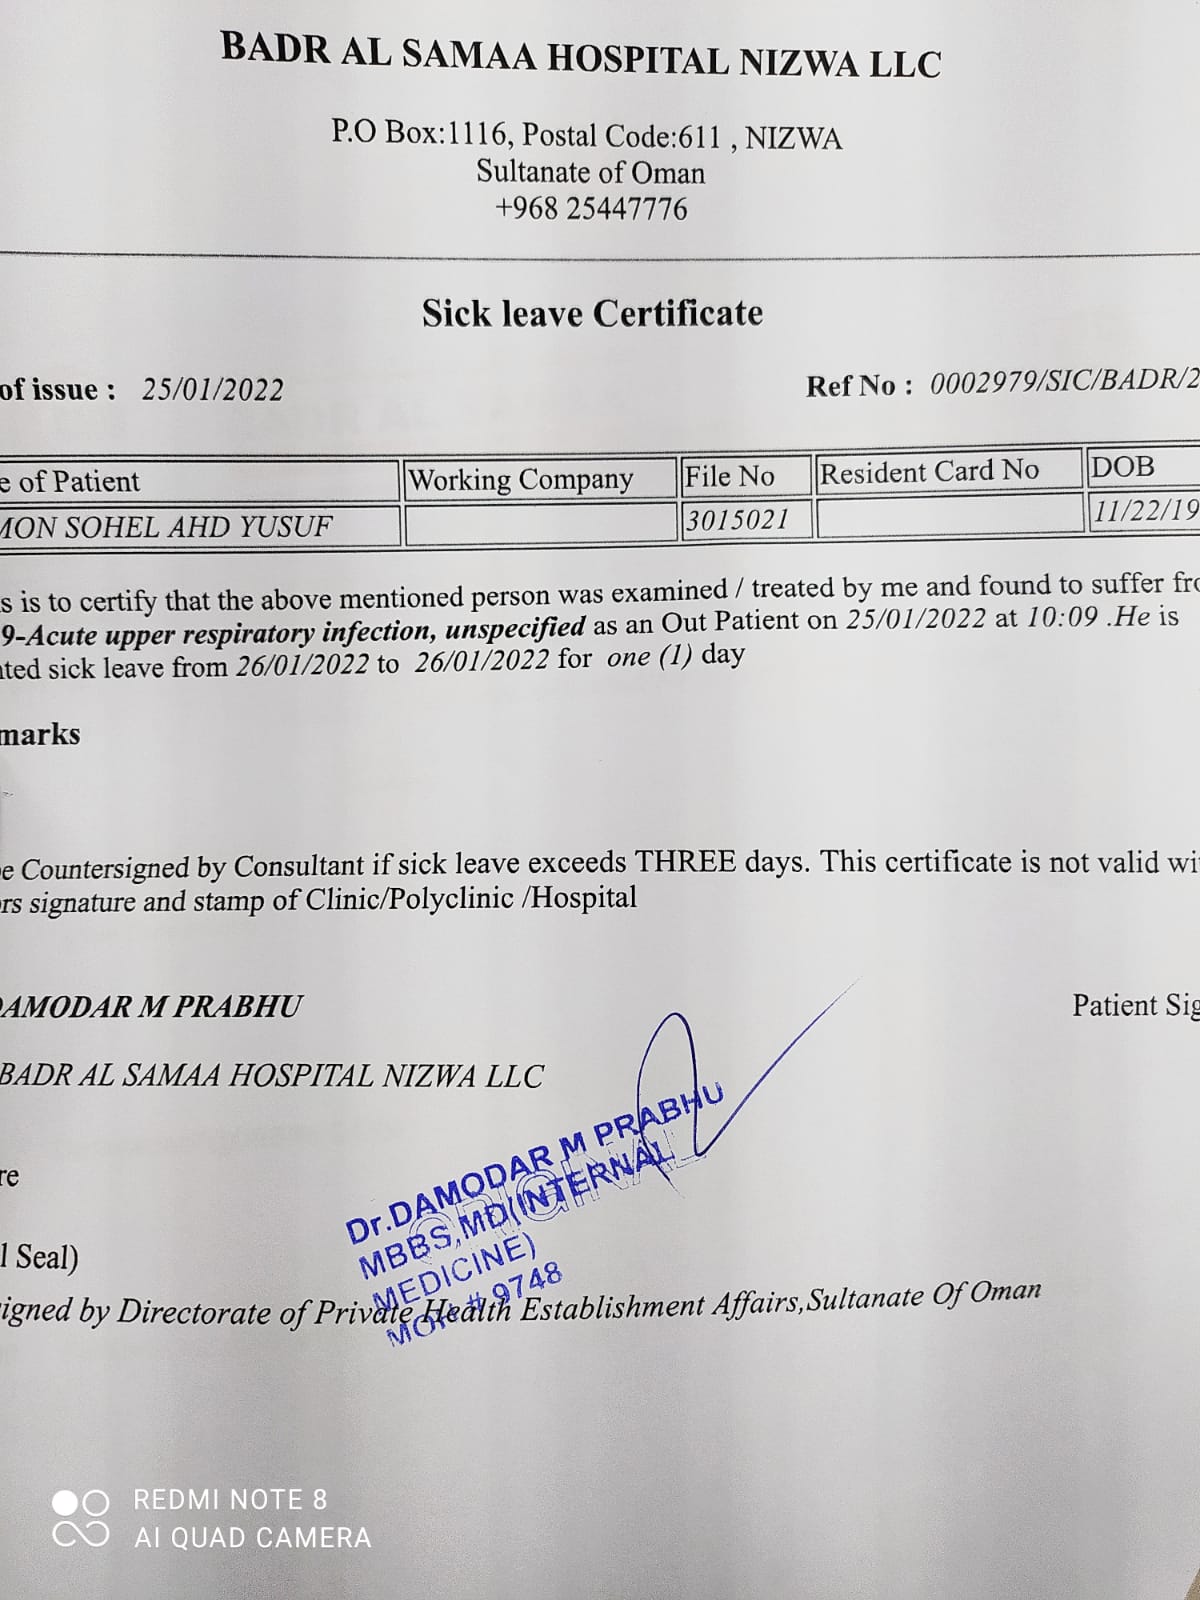 BADR AL SAMAA HOSPITAL NIZWA LLC
P.O Box:1116, Postal Code:611 , NIZWA
Sultanate of Oman
+968 25447776
Sick leave Certificate
of issue : 25/01/2022 Ref No : 0002979/SIC/BADR/2
e of Patient Working Company File No Resident Card No DOB
MON SOHEL AHD YUSUF 3015021 11/22/19
s is to certify that the above mentioned person was examined / treated by me and found to suffer fro
9-Acute upper respiratory infection, unspecified as an Out Patient on 25/01/2022 at 10:09 .He is
nted sick leave from 26/01/2022 to 26/01/2022 for one (1) day
marks
e Countersigned by Consultant if sick leave exceeds THREE days. This certificate is not valid wi
rs signature and stamp of Clinic/Polyclinic /Hospital
DAMODAR M PRABHU Patient Sig
BADR AL SAMAA HOSPITAL NIZWA LLC
re
l Seal)
Dr.DAMODAR M PRABHU
ORIGINAL
MBBS,MD(INTERNAL
MEDICINE)
MOH # 9748
igned by Directorate of Private Health Establishment Affairs,Sultanate Of Oman
REDMI NOTE 8
AI QUAD CAMERA